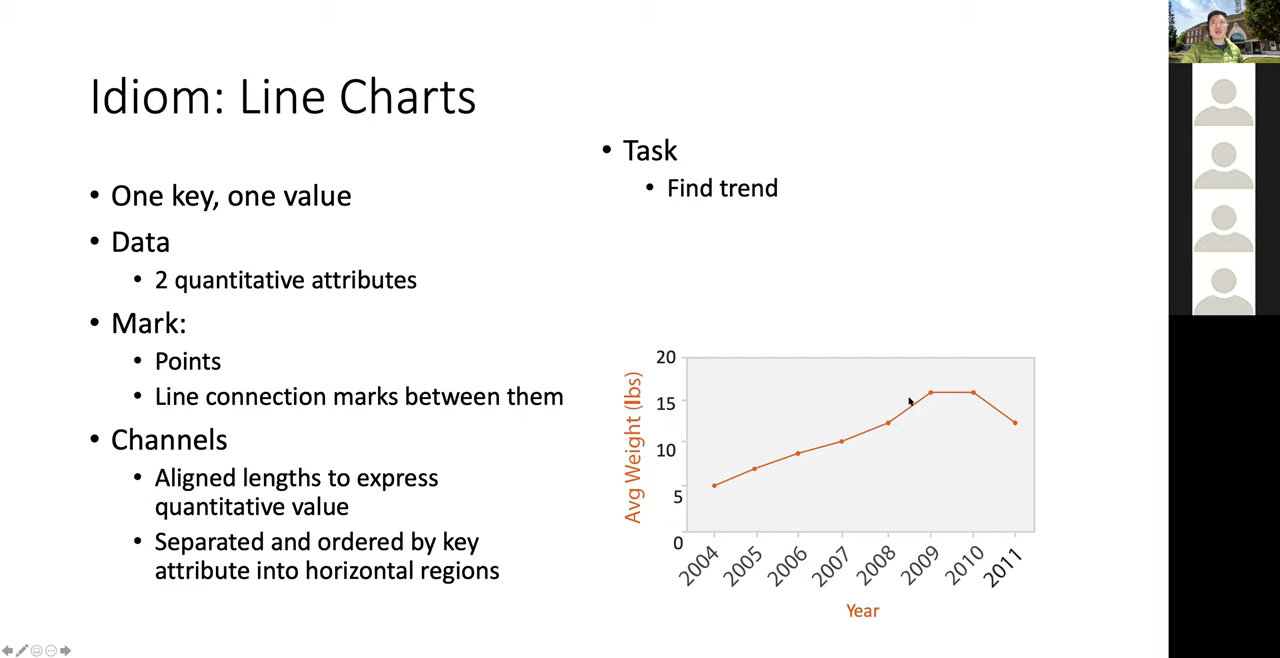 Idiom: Line Charts
• One key, one value
• Data
• 2 quantitative attributes
• Mark:
• Points
• Line connection marks between them
• Channels
• Aligned lengths to express
quantitative value
• Separated and ordered by key
attribute into horizontal regions
• Task
• Find trend
Avg Weight (lbs)
20
15
10
5
0
2004
2005
2006
2007
2008
2009
2010
2011
Year